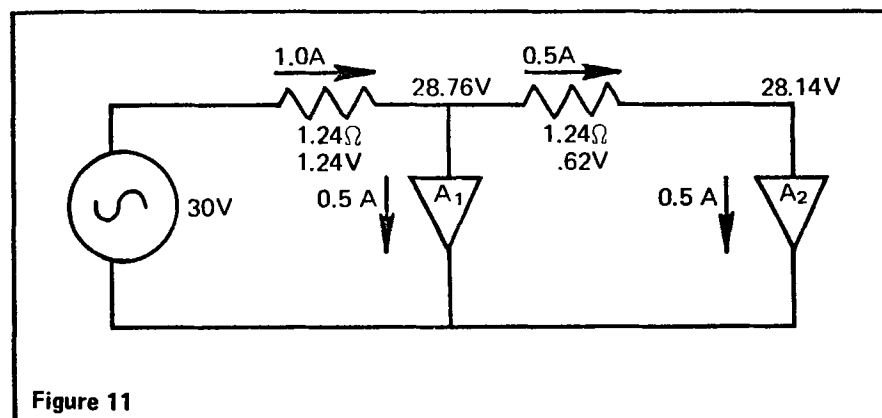 1.0A
0.5A
28.76V
28.14V
1.24Ω
1.24V
1.24Ω
.62V
30V
0.5 A
A1
0.5 A
A2
Figure 11